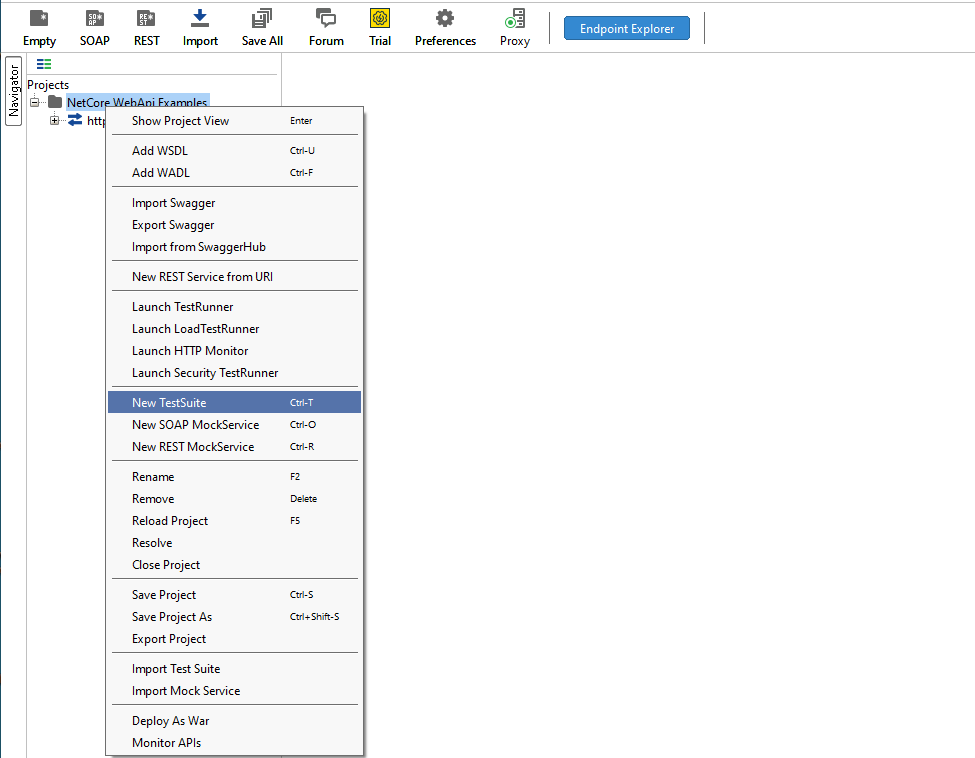 Empty SOAP REST Import Save All Forum Trial Preferences Proxy Endpoint Explorer
Navigator
Projects
NetCore WebApi Examples
http
Show Project View Enter
Add WSDL Ctrl-U
Add WADL Ctrl-F
Import Swagger
Export Swagger
Import from SwaggerHub
New REST Service from URI
Launch TestRunner
Launch LoadTestRunner
Launch HTTP Monitor
Launch Security TestRunner
New TestSuite Ctrl-T
New SOAP MockService Ctrl-O
New REST MockService Ctrl-R
Rename F2
Remove Delete
Reload Project F5
Resolve
Close Project
Save Project Ctrl-S
Save Project As Ctrl+Shift-S
Export Project
Import Test Suite
Import Mock Service
Deploy As War
Monitor APIs